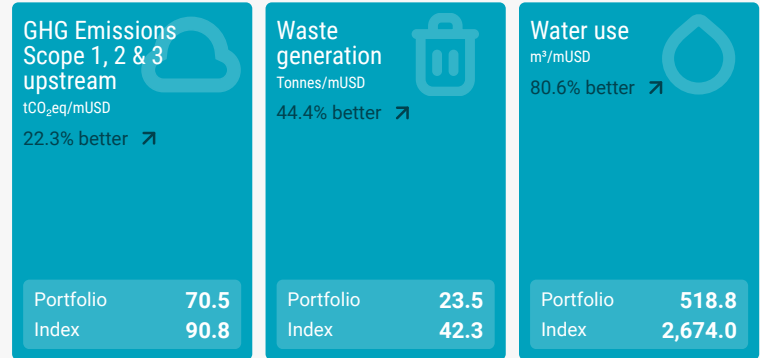 GHG Emissions
Scope 1, 2 & 3
upstream
tCO₂eq/mUSD
22.3% better
Portfolio 70.5
Index 90.8
Waste
generation
Tonnes/mUSD
44.4% better
Portfolio 23.5
Index 42.3
Water use
m³/mUSD
80.6% better
Portfolio 518.8
Index 2,674.0